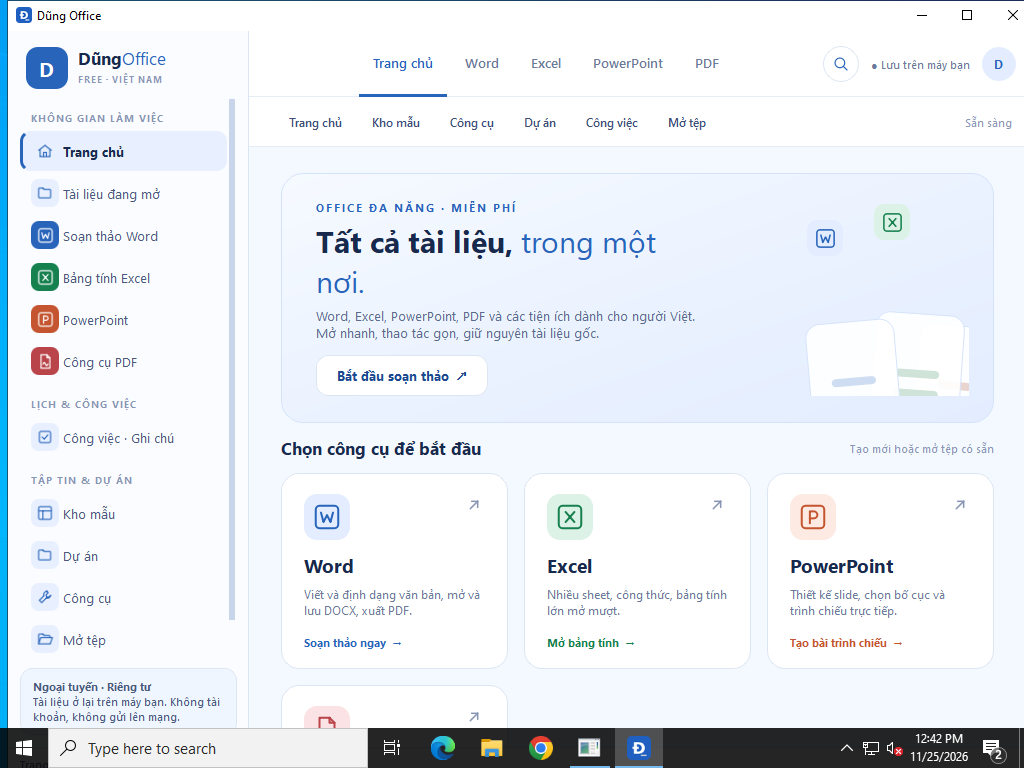 Dũng Office
D
DũngOffice
FREE · VIỆT NAM
Trang chủ
Word
Excel
PowerPoint
PDF
● Lưu trên máy bạn
D
Trang chủ
Kho mẫu
Công cụ
Dự án
Công việc
Mở tệp
Sẵn sàng
KHÔNG GIAN LÀM VIỆC
Trang chủ
Tài liệu đang mở
Soạn thảo Word
Bảng tính Excel
PowerPoint
Công cụ PDF
LỊCH & CÔNG VIỆC
Công việc · Ghi chú
TẬP TIN & DỰ ÁN
Kho mẫu
Dự án
Công cụ
Mở tệp
Ngoại tuyến · Riêng tư
Tài liệu ở lại trên máy bạn. Không tài
khoản, không gửi lên mạng.
OFFICE ĐA NĂNG · MIỄN PHÍ
Tất cả tài liệu, trong một
nơi.
Word, Excel, PowerPoint, PDF và các tiện ích dành cho người Việt.
Mở nhanh, thao tác gọn, giữ nguyên tài liệu gốc.
Bắt đầu soạn thảo ↗
W
X
Chọn công cụ để bắt đầu
Tạo mới hoặc mở tệp có sẵn
W
Word
Viết và định dạng văn bản, mở và
lưu DOCX, xuất PDF.
Soạn thảo ngay →
X
Excel
Nhiều sheet, công thức, bảng tính
lớn mở mượt.
Mở bảng tính →
P
PowerPoint
Thiết kế slide, chọn bố cục và
trình chiếu trực tiếp.
Tạo bài trình chiếu →
Type here to search
Đ
12:42 PM
11/25/2026
2